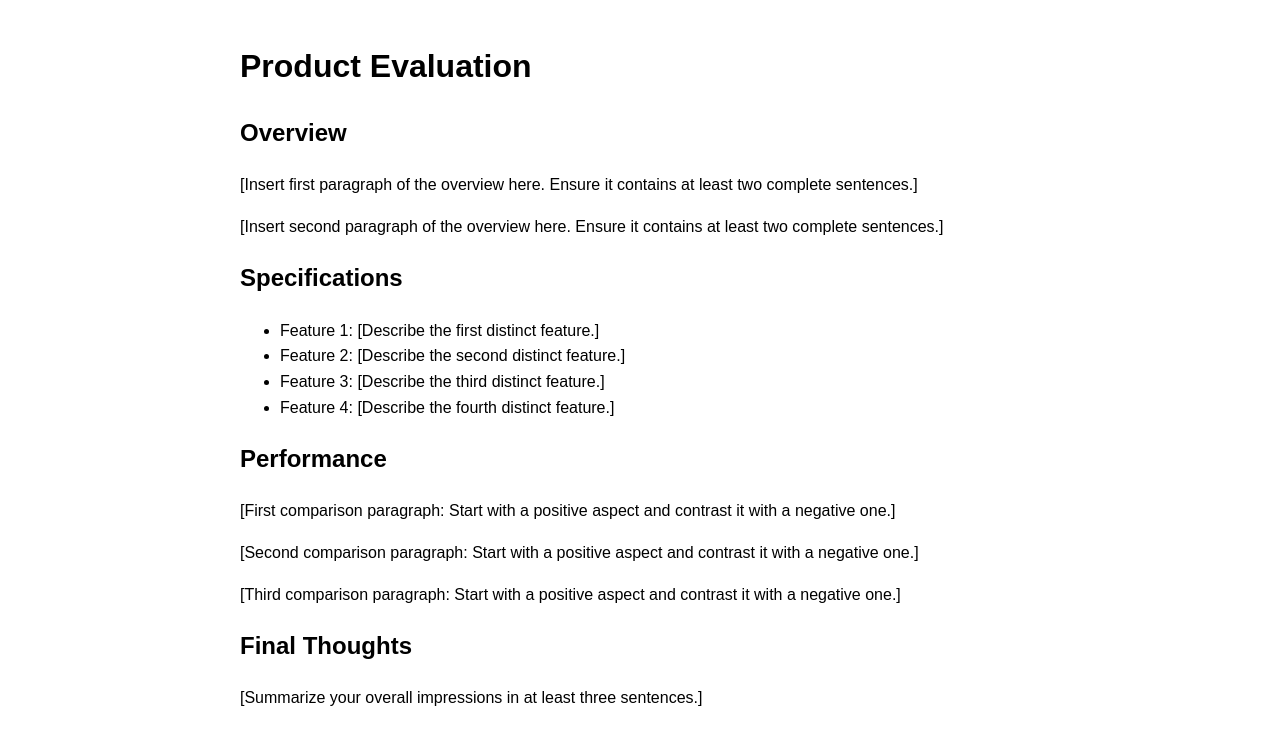 Product Evaluation
Overview
[Insert first paragraph of the overview here. Ensure it contains at least two complete sentences.]
[Insert second paragraph of the overview here. Ensure it contains at least two complete sentences.]
Specifications
• Feature 1: [Describe the first distinct feature.]
• Feature 2: [Describe the second distinct feature.]
• Feature 3: [Describe the third distinct feature.]
• Feature 4: [Describe the fourth distinct feature.]
Performance
[First comparison paragraph: Start with a positive aspect and contrast it with a negative one.]
[Second comparison paragraph: Start with a positive aspect and contrast it with a negative one.]
[Third comparison paragraph: Start with a positive aspect and contrast it with a negative one.]
Final Thoughts
[Summarize your overall impressions in at least three sentences.]